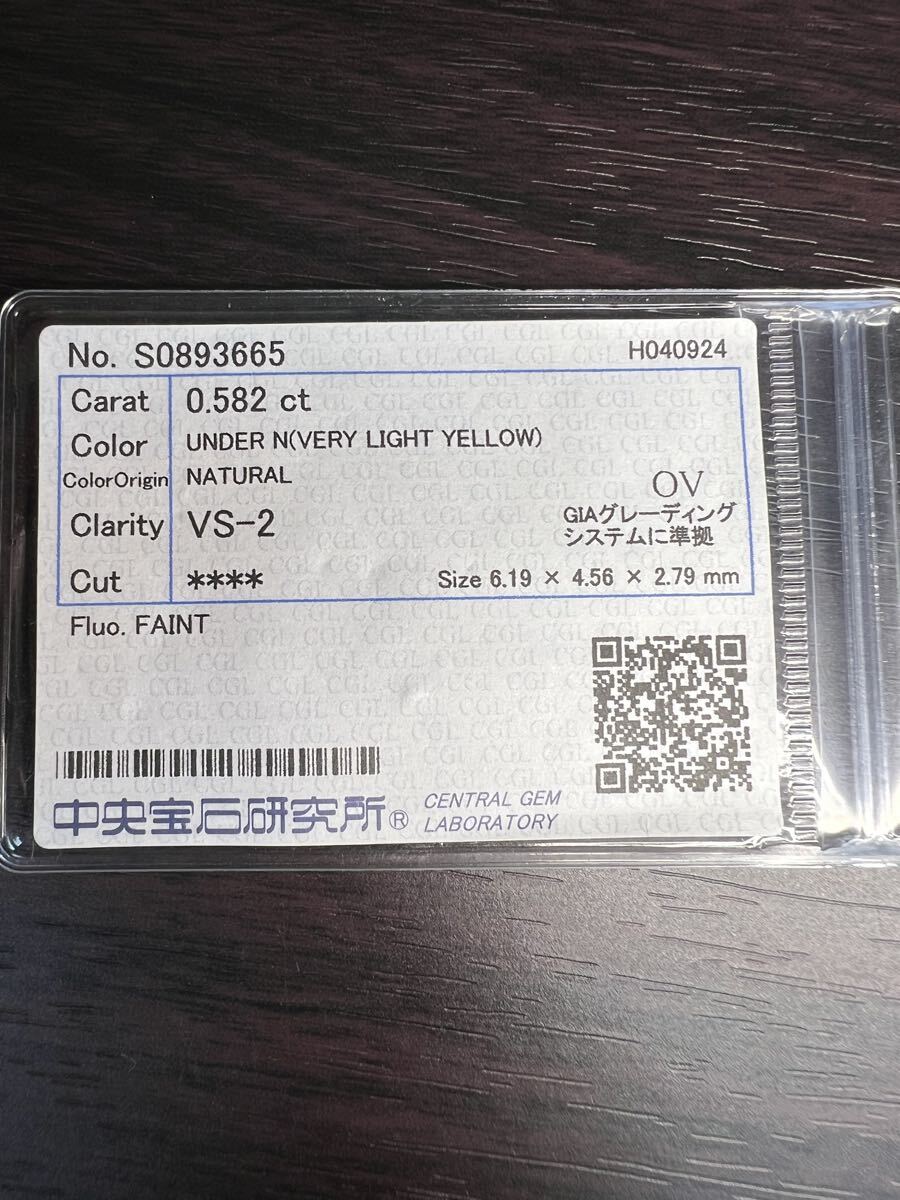 No. S0893665
H040924
Carat 0.582 ct
Color UNDER N(VERY LIGHT YELLOW)
ColorOrigin NATURAL
OV
Clarity VS-2
GIAグレーディング
システムに準拠
Cut ****
Size 6.19 × 4.56 × 2.79 mm
Fluo. FAINT
中央宝石研究所® CENTRAL GEM
LABORATORY